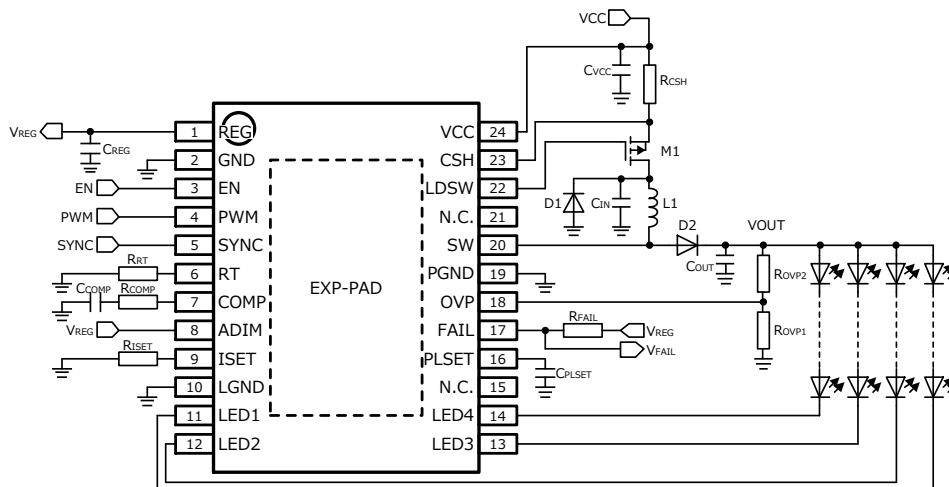 VCC
CVCC
RCSH
VREG
CREG
1 REG
2 GND
EN 3 EN
PWM 4 PWM
SYNC 5 SYNC
RRT 6 RT
CCOMP RCOMP 7 COMP
VREG 8 ADIM
RISET 9 ISET
10 LGND
11 LED1
12 LED2
EXP-PAD
VCC 24
CSH 23
LDSW 22
N.C. 21
SW 20
PGND 19
OVP 18
FAIL 17
PLSET 16
N.C. 15
LED4 14
LED3 13
M1
D1 CIN L1
D2 VOUT
COUT
ROVP2
ROVP1
RFAIL
VREG
VFAIL
CPLSET